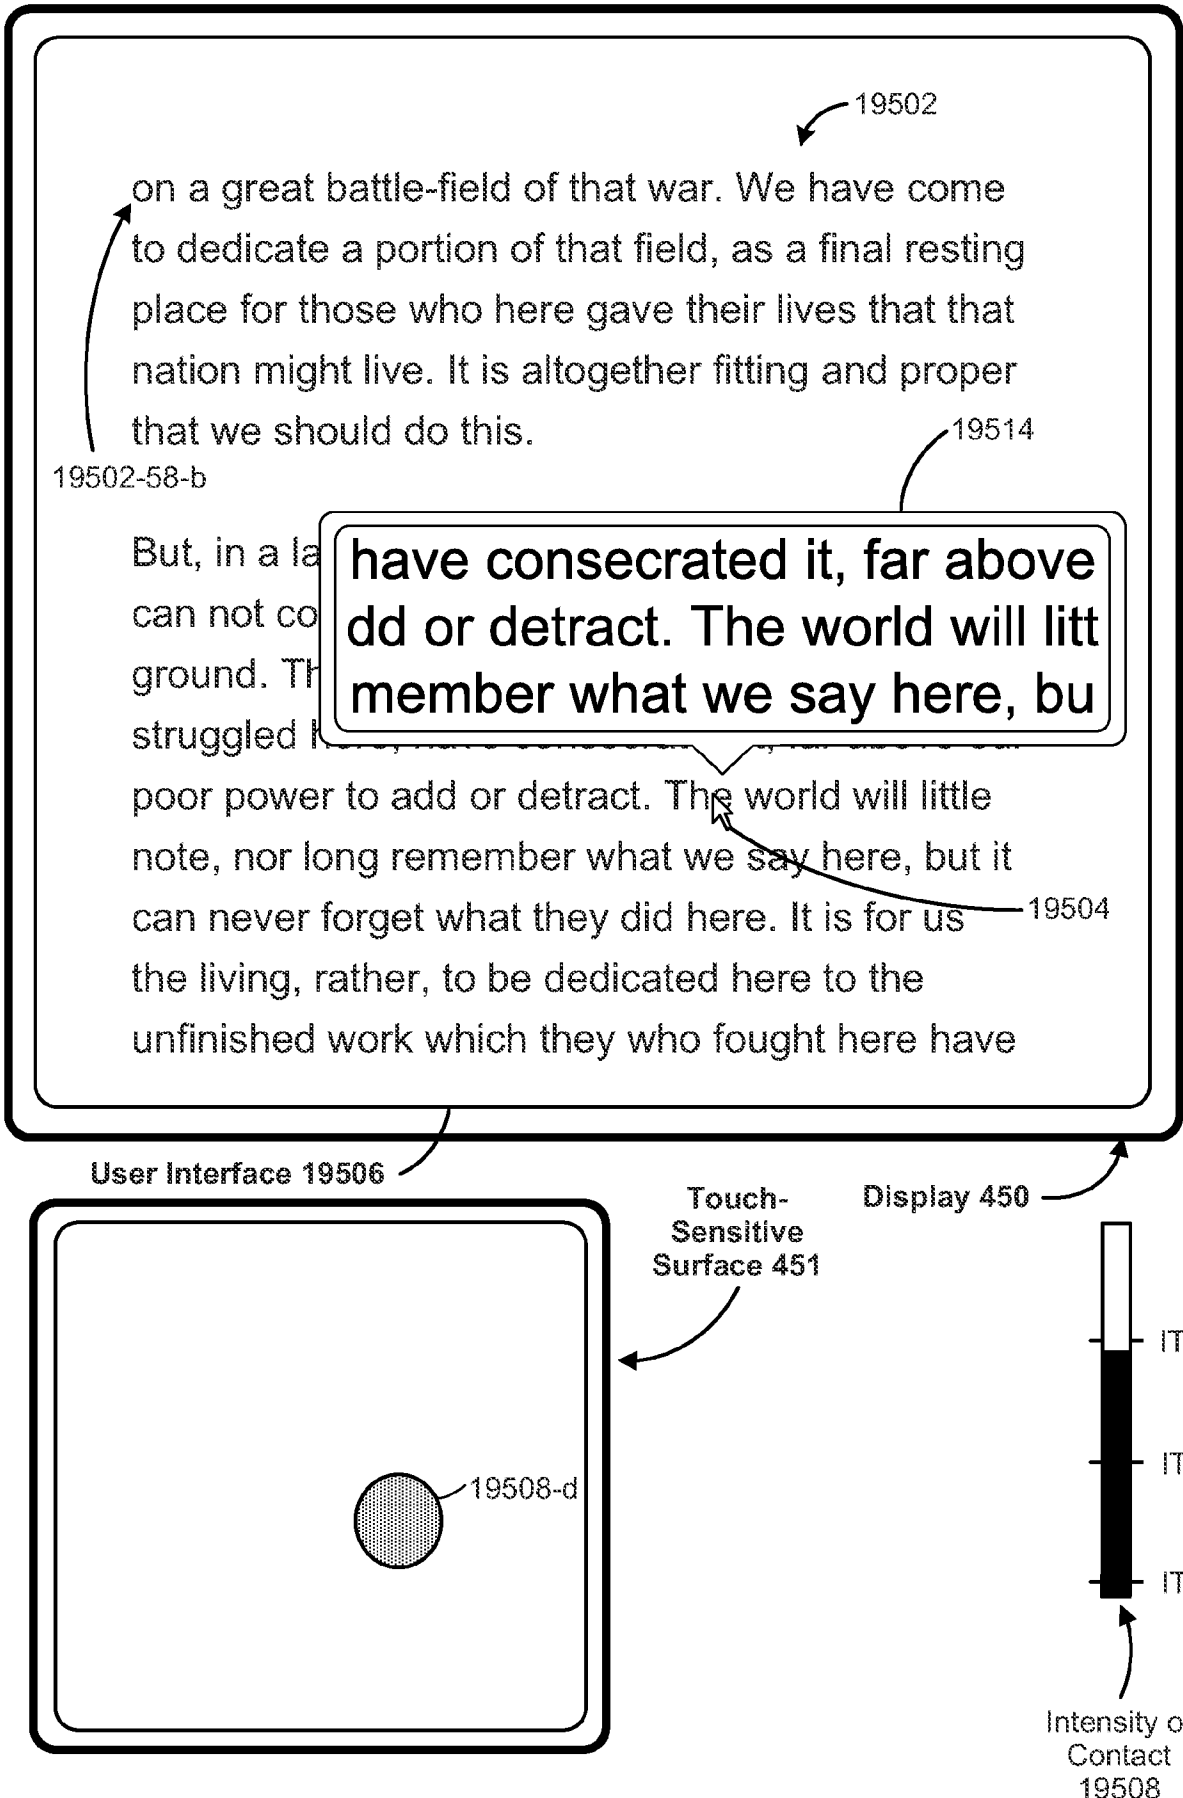 19502
on a great battle-field of that war. We have come
to dedicate a portion of that field, as a final resting
place for those who here gave their lives that that
nation might live. It is altogether fitting and proper
that we should do this.
19514
19502-58-b
But, in a la
can not co
ground. Th
struggled
have consecrated it, far above
dd or detract. The world will litt
member what we say here, bu
poor power to add or detract. The world will little
note, nor long remember what we say here, but it
can never forget what they did here. It is for us
19504
the living, rather, to be dedicated here to the
unfinished work which they who fought here have
User Interface 19506
Display 450
Touch-
Sensitive
Surface 451
IT
IT
IT
19508-d
Intensity o
Contact
19508